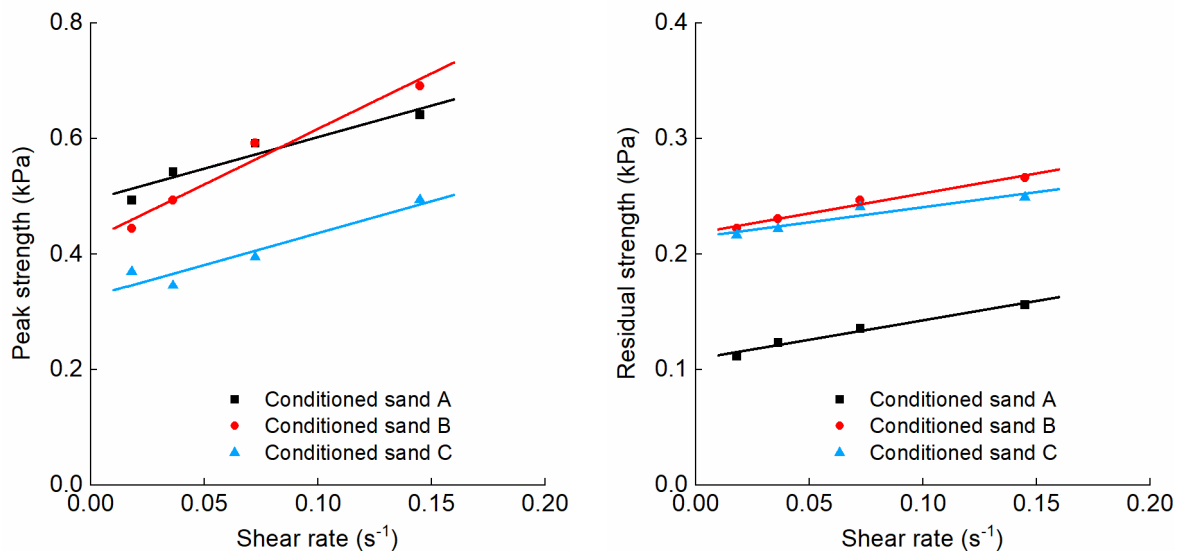 0.8
0.6
0.4
0.2
0.0
Peak strength (kPa)
Conditioned sand A
Conditioned sand B
Conditioned sand C
0.00 0.05 0.10 0.15 0.20
Shear rate (s⁻¹)
0.4
0.3
0.2
0.1
0.0
Residual strength (kPa)
Conditioned sand A
Conditioned sand B
Conditioned sand C
0.00 0.05 0.10 0.15 0.20
Shear rate (s⁻¹)